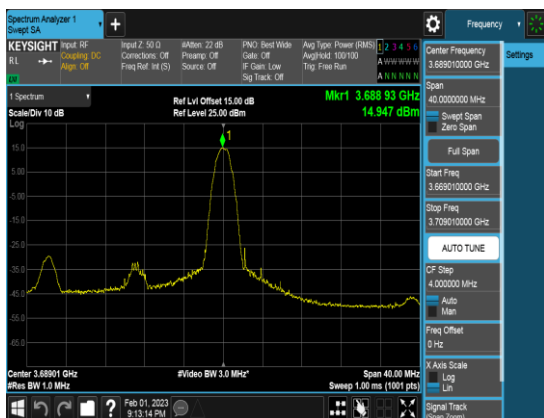 Spectrum Analyzer 1
Swept SA
+
Frequency
KEYSIGHT
RL
Input: RF
Coupling: DC
Align: Off
Input Z: 50 Ω
Corrections: Off
Freq Ref: Int (S)
#Atten: 22 dB
Preamp: Off
Source: Off
PNO: Best Wide
Gate: Off
IF Gain: Low
Sig Track: Off
Avg Type: Power (RMS)
Avg|Hold: 100/100
Trig: Free Run
1 2 3 4 5 6
A W W W W W
A N N N N N
1 Spectrum
Scale/Div 10 dB
Ref Lvl Offset 15.00 dB
Ref Level 25.00 dBm
Mkr1 3.688 93 GHz
14.947 dBm
Log
1
15.0
5.00
-5.00
-15.0
-25.0
-35.0
-45.0
-55.0
Center 3.68901 GHz
#Res BW 1.0 MHz
#Video BW 3.0 MHz*
Span 40.00 MHz
Sweep 1.00 ms (1001 pts)
Center Frequency
3.689010000 GHz
Settings
Span
40.0000000 MHz
Swept Span
Zero Span
Full Span
Start Freq
3.669010000 GHz
Stop Freq
3.709010000 GHz
AUTO TUNE
CF Step
4.000000 MHz
Auto
Man
Freq Offset
0 Hz
X Axis Scale
Log
Lin
Signal Track
(Span Zoom)
?
Feb 01, 2023
9:13:14 PM